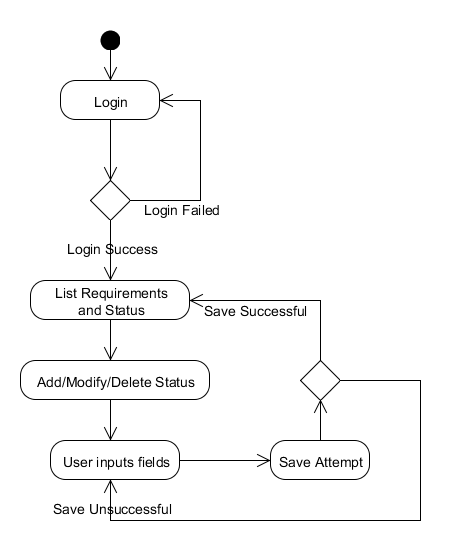 Login
Login Failed
Login Success
List Requirements
and Status
Save Successful
Add/Modify/Delete Status
User inputs fields
Save Attempt
Save Unsuccessful